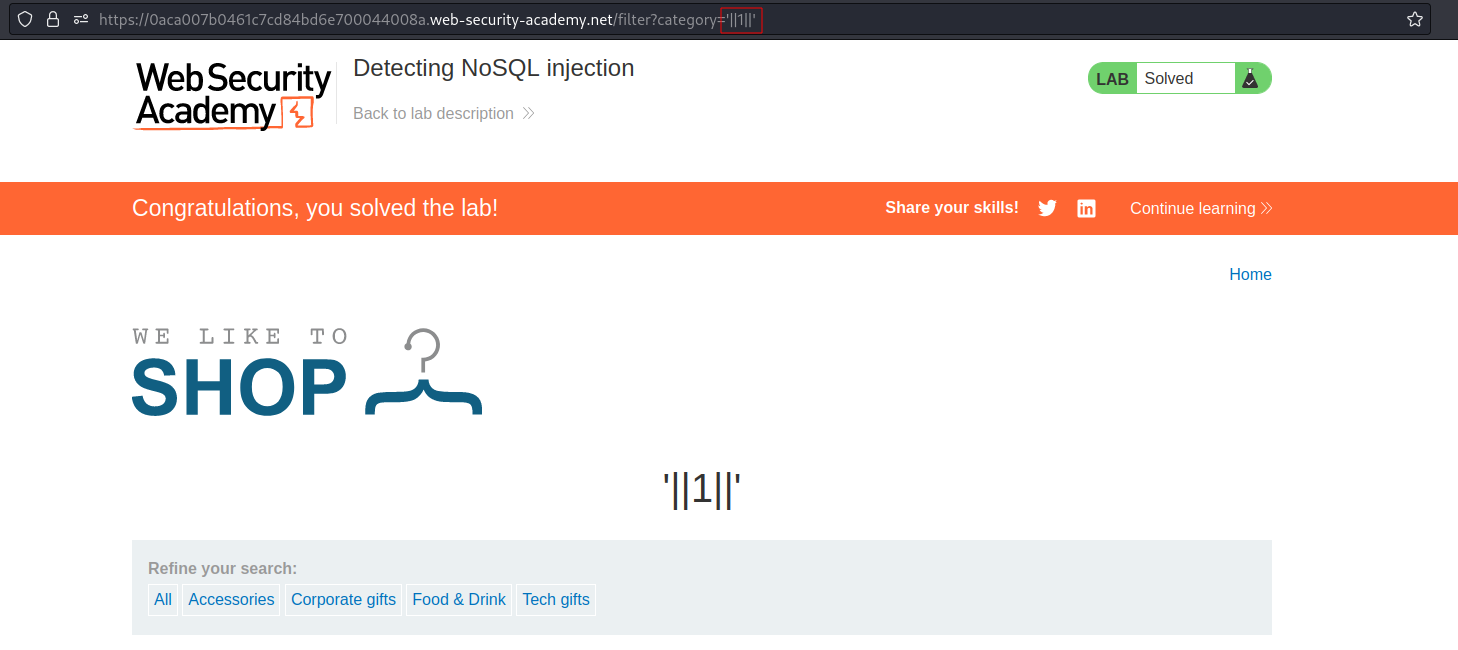 https://0aca007b0461c7cd84bd6e700044008a.web-security-academy.net/filter?category='||1||'
WebSecurity
Academy
Detecting NoSQL injection
Back to lab description
LAB Solved
Congratulations, you solved the lab!
Share your skills!
Continue learning
Home
WE LIKE TO
SHOP
'||1||'
Refine your search:
All Accessories Corporate gifts Food & Drink Tech gifts